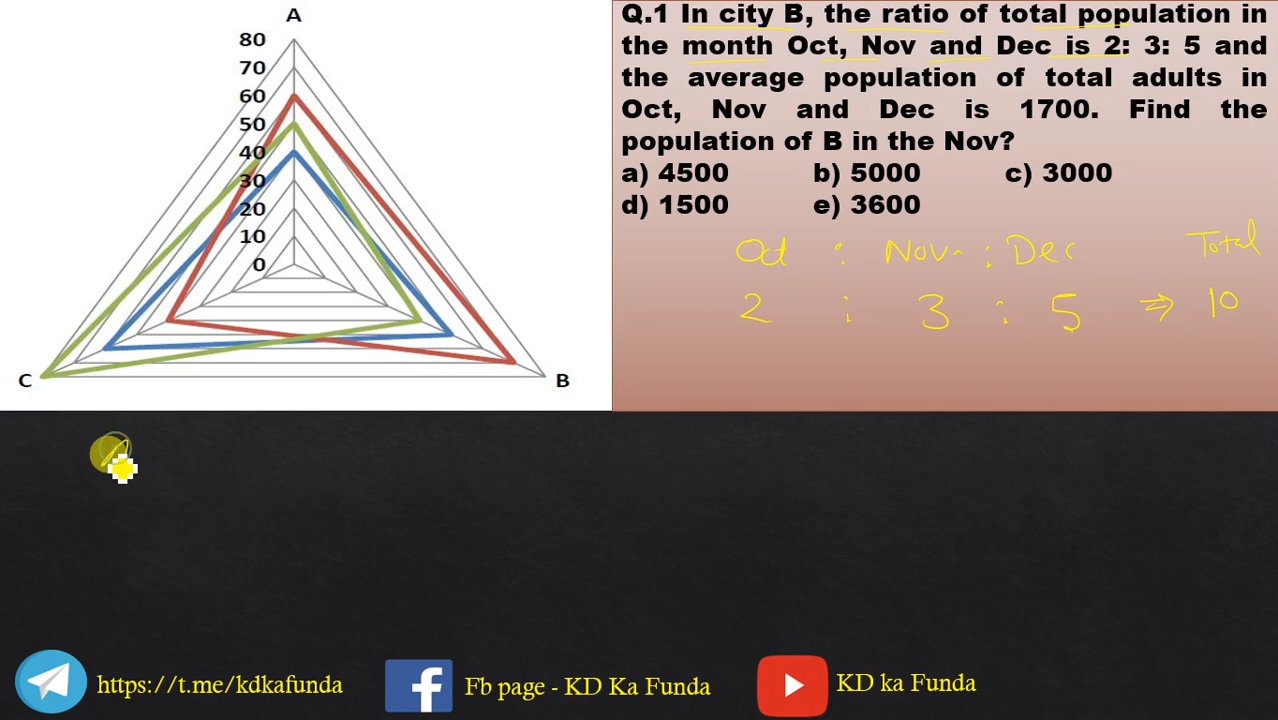 A
80
70
60
50
40
30
20
10
0
C
B
Q.1 In city B, the ratio of total population in
the month Oct, Nov and Dec is 2: 3: 5 and
the average population of total adults in
Oct, Nov and Dec is 1700. Find the
population of B in the Nov?
a) 4500 b) 5000 c) 3000
d) 1500 e) 3600
Oct : Nov : Dec Total
2 : 3 : 5 ⇒ 10
https://t.me/kdkafunda
Fb page - KD Ka Funda
KD ka Funda